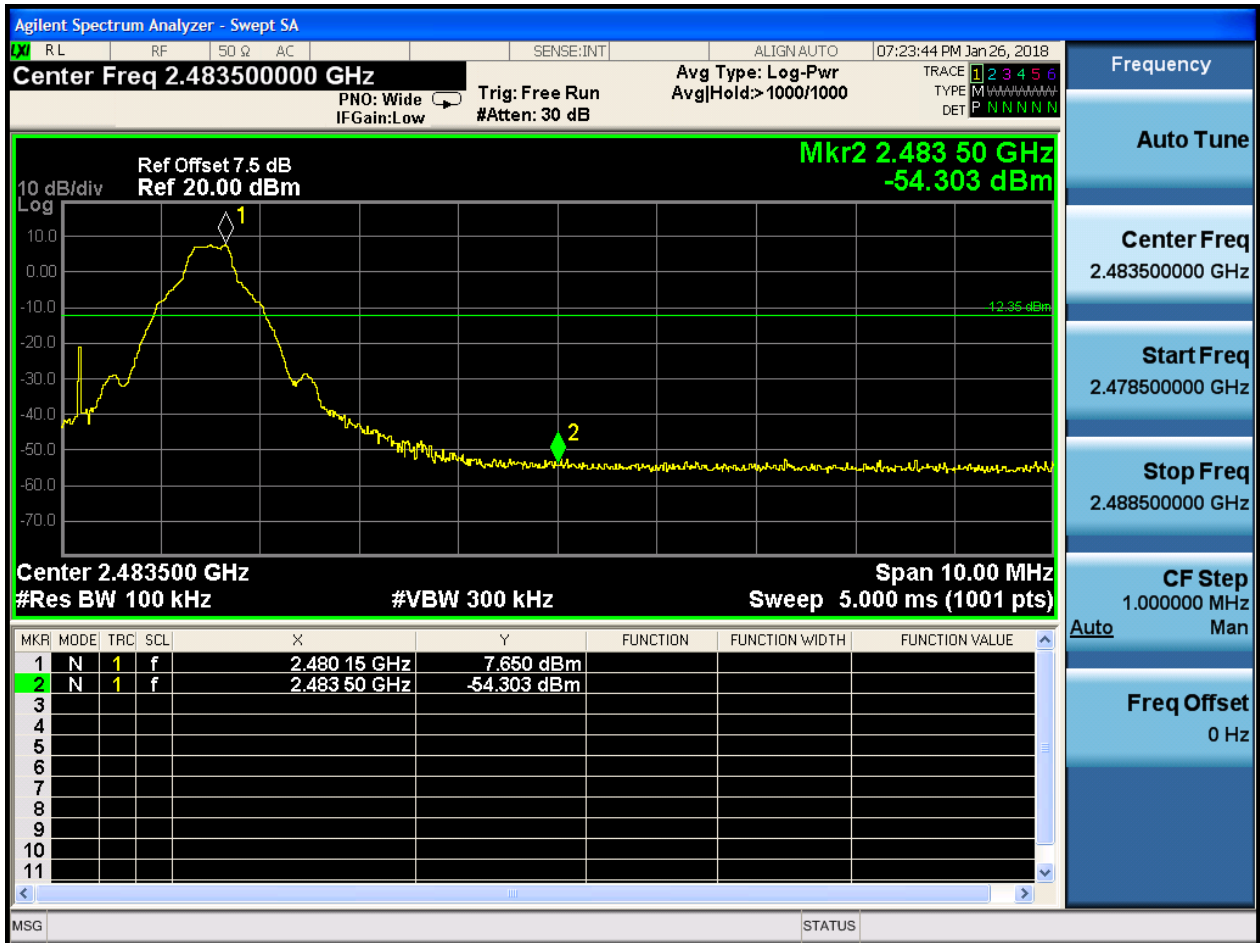 Agilent Spectrum Analyzer - Swept SA
LXI RL RF 50 Ω AC SENSE:INT ALIGN AUTO 07:23:44 PM Jan 26, 2018
Center Freq 2.483500000 GHz
PNO: Wide
IFGain:Low
Trig: Free Run
#Atten: 30 dB
Avg Type: Log-Pwr
Avg|Hold:>1000/1000
TRACE 1 2 3 4 5 6
TYPE M
DET P N N N N N
Mkr2 2.483 50 GHz
-54.303 dBm
Ref Offset 7.5 dB
10 dB/div Ref 20.00 dBm
Log
1
10.0
0.00
-10.0
-12.35 dBm
-20.0
-30.0
-40.0
2
-50.0
-60.0
-70.0
Center 2.483500 GHz Span 10.00 MHz
#Res BW 100 kHz #VBW 300 kHz Sweep 5.000 ms (1001 pts)
MKR MODE TRC SCL X Y FUNCTION FUNCTION WIDTH FUNCTION VALUE
1 N 1 f 2.480 15 GHz 7.650 dBm
2 N 1 f 2.483 50 GHz -54.303 dBm
3
4
5
6
7
8
9
10
11
MSG STATUS
Frequency
Auto Tune
Center Freq
2.483500000 GHz
Start Freq
2.478500000 GHz
Stop Freq
2.488500000 GHz
CF Step
1.000000 MHz
Auto Man
Freq Offset
0 Hz